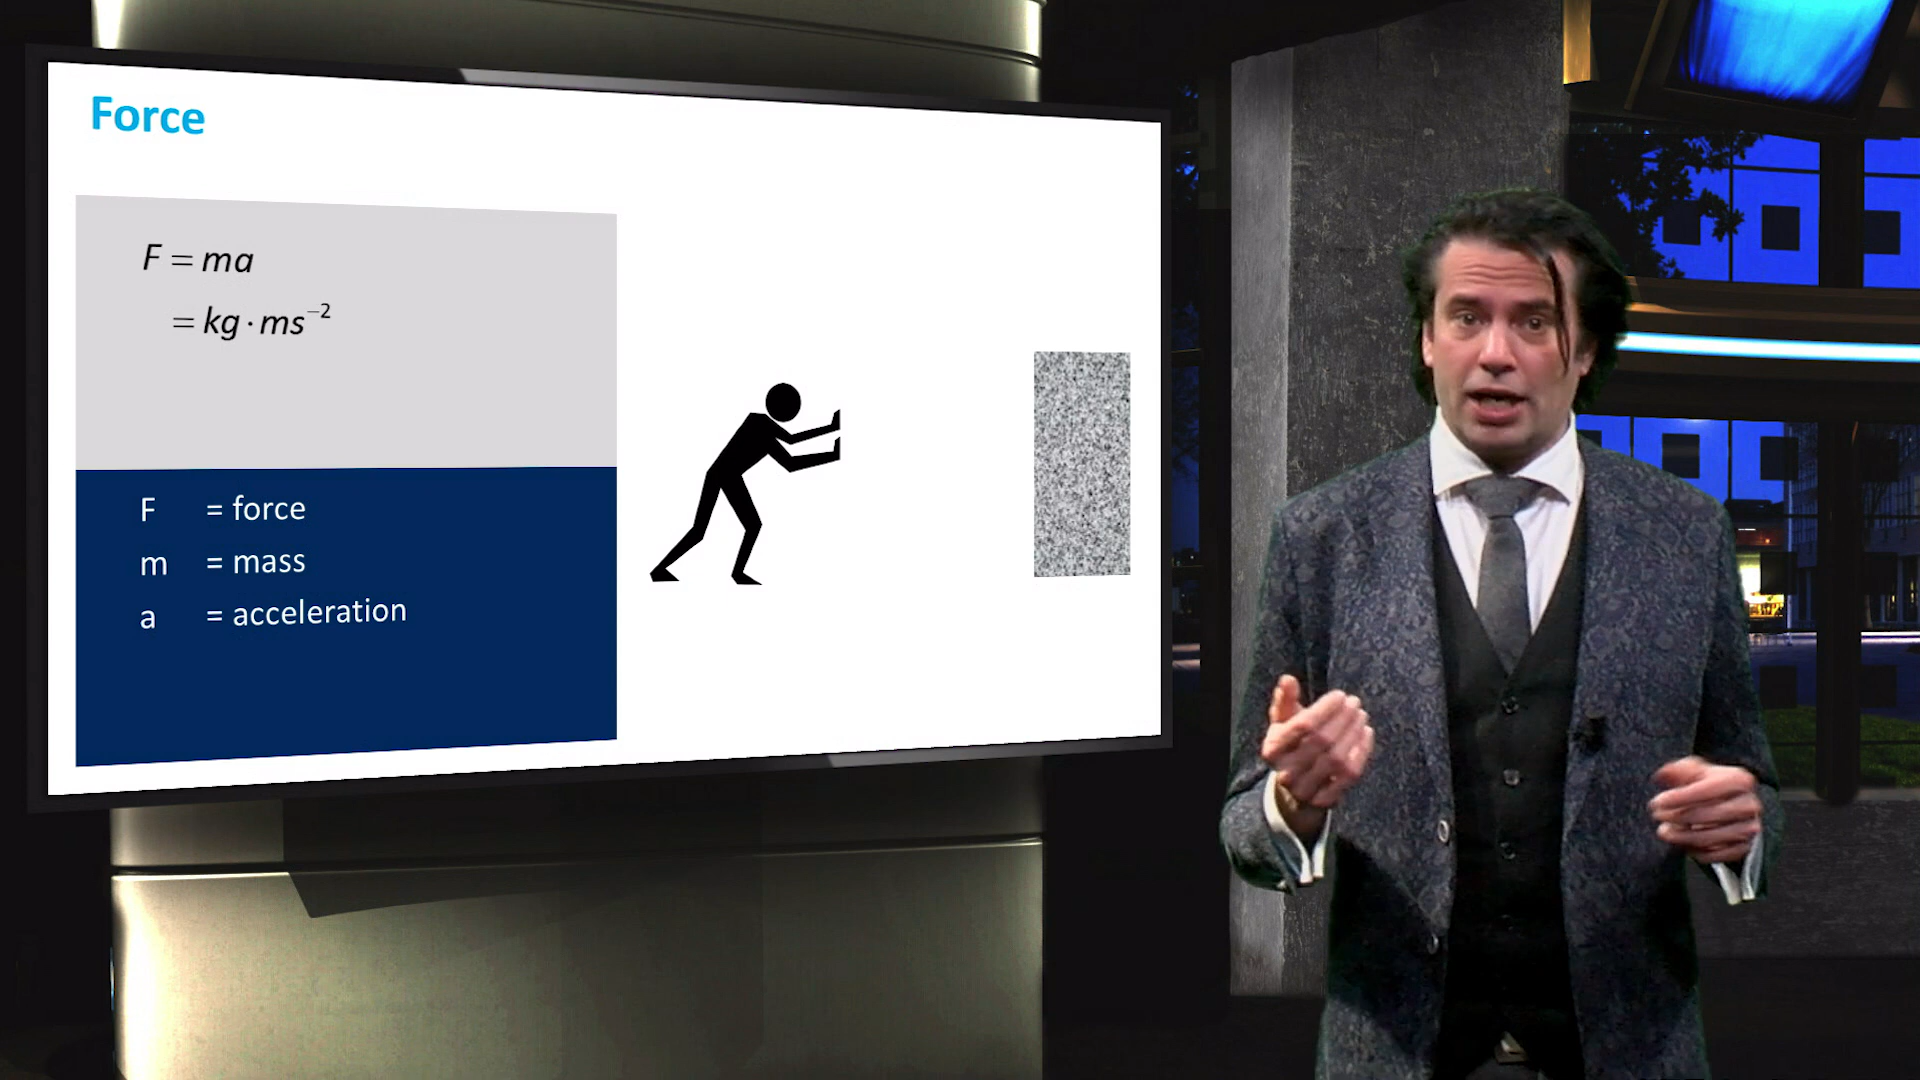 Force
F = ma
= kg · ms⁻²
F = force
m = mass
a = acceleration